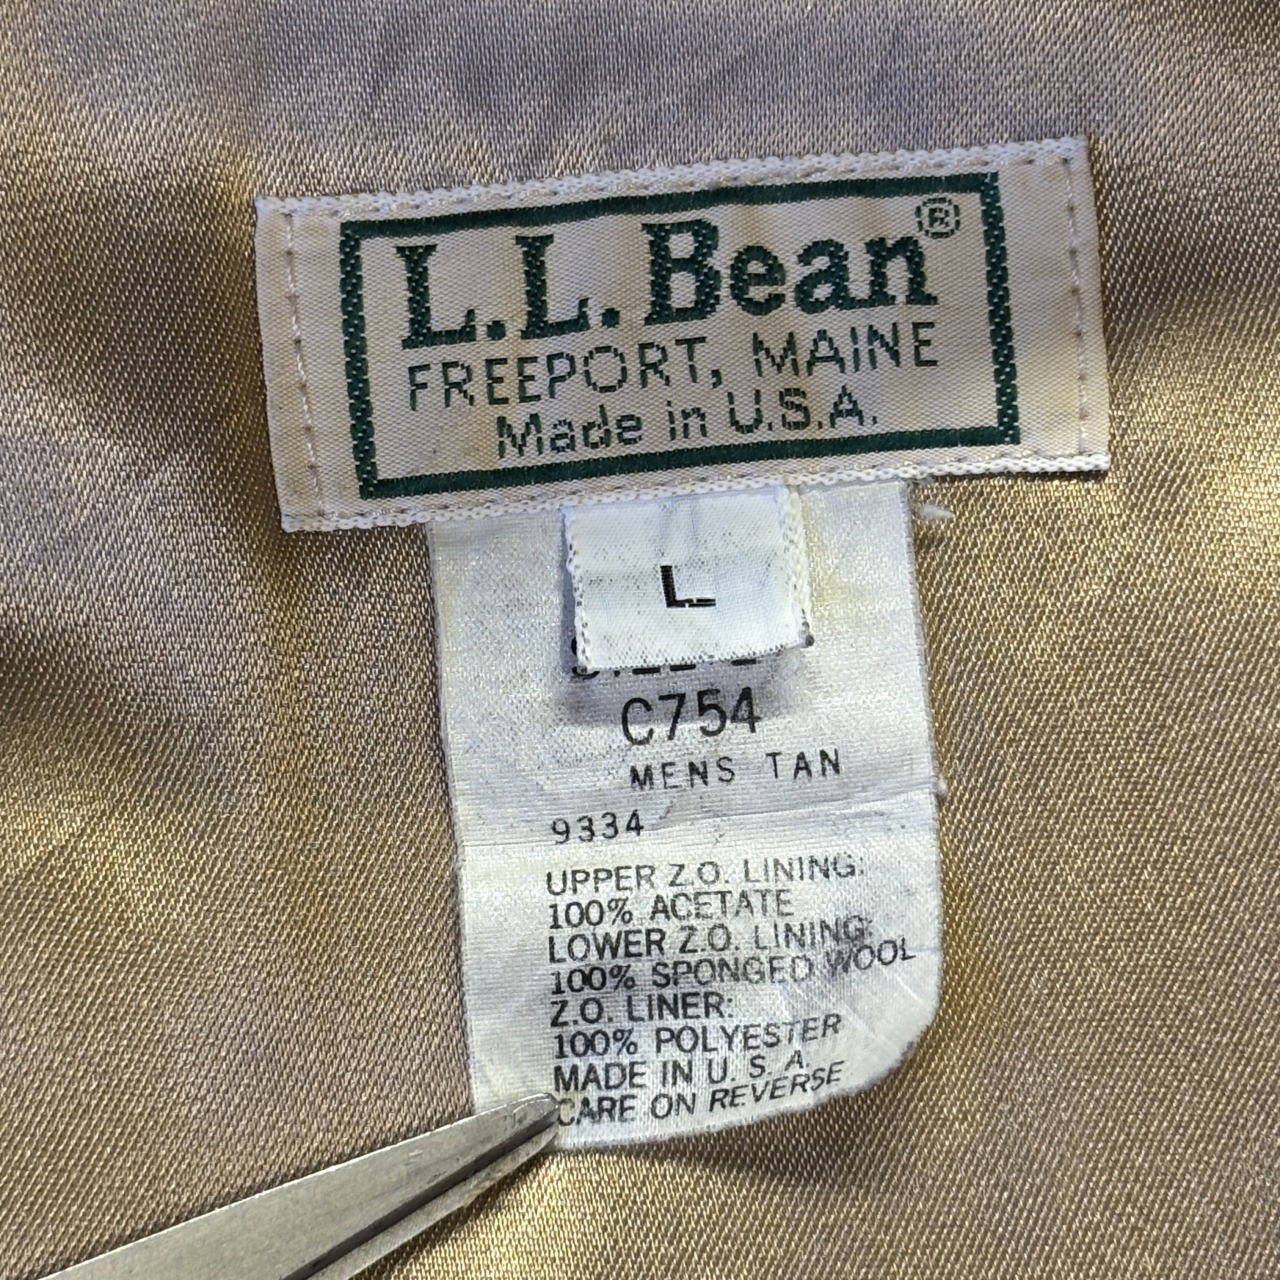 L.L.Bean®
FREEPORT, MAINE
Made in U.S.A.
L
C754
MENS TAN
9334
UPPER Z.O. LINING:
100% ACETATE
LOWER Z.O. LINING:
100% SPONGED WOOL
Z.O. LINER:
100% POLYESTER
MADE IN U. S. A.
CARE ON REVERSE